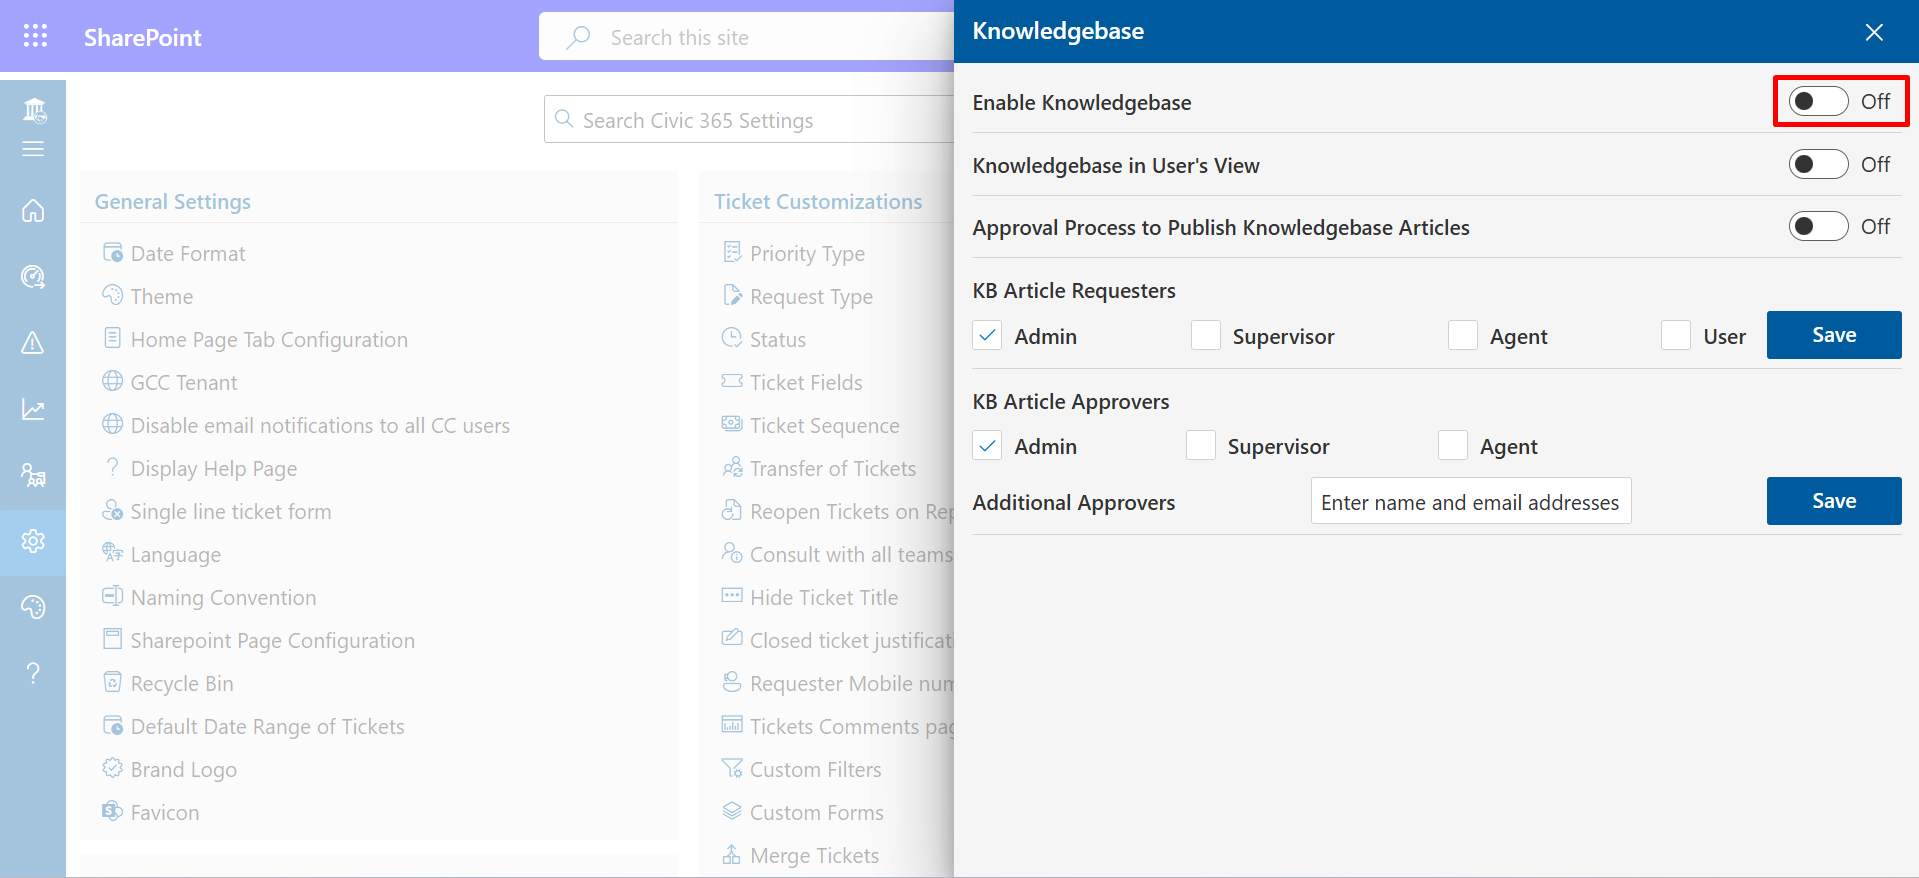 SharePoint
Search this site
Search Civic 365 Settings
General Settings
Date Format
Theme
Home Page Tab Configuration
GCC Tenant
Disable email notifications to all CC users
Display Help Page
Single line ticket form
Language
Naming Convention
Sharepoint Page Configuration
Recycle Bin
Default Date Range of Tickets
Brand Logo
Favicon
Ticket Customizations
Priority Type
Request Type
Status
Ticket Fields
Ticket Sequence
Transfer of Tickets
Reopen Tickets on Rep
Consult with all teams
Hide Ticket Title
Closed ticket justificati
Requester Mobile num
Tickets Comments pag
Custom Filters
Custom Forms
Merge Tickets
Knowledgebase
Enable Knowledgebase Off
Knowledgebase in User's View Off
Approval Process to Publish Knowledgebase Articles Off
KB Article Requesters
Admin Supervisor Agent User Save
KB Article Approvers
Admin Supervisor Agent
Additional Approvers Enter name and email addresses Save